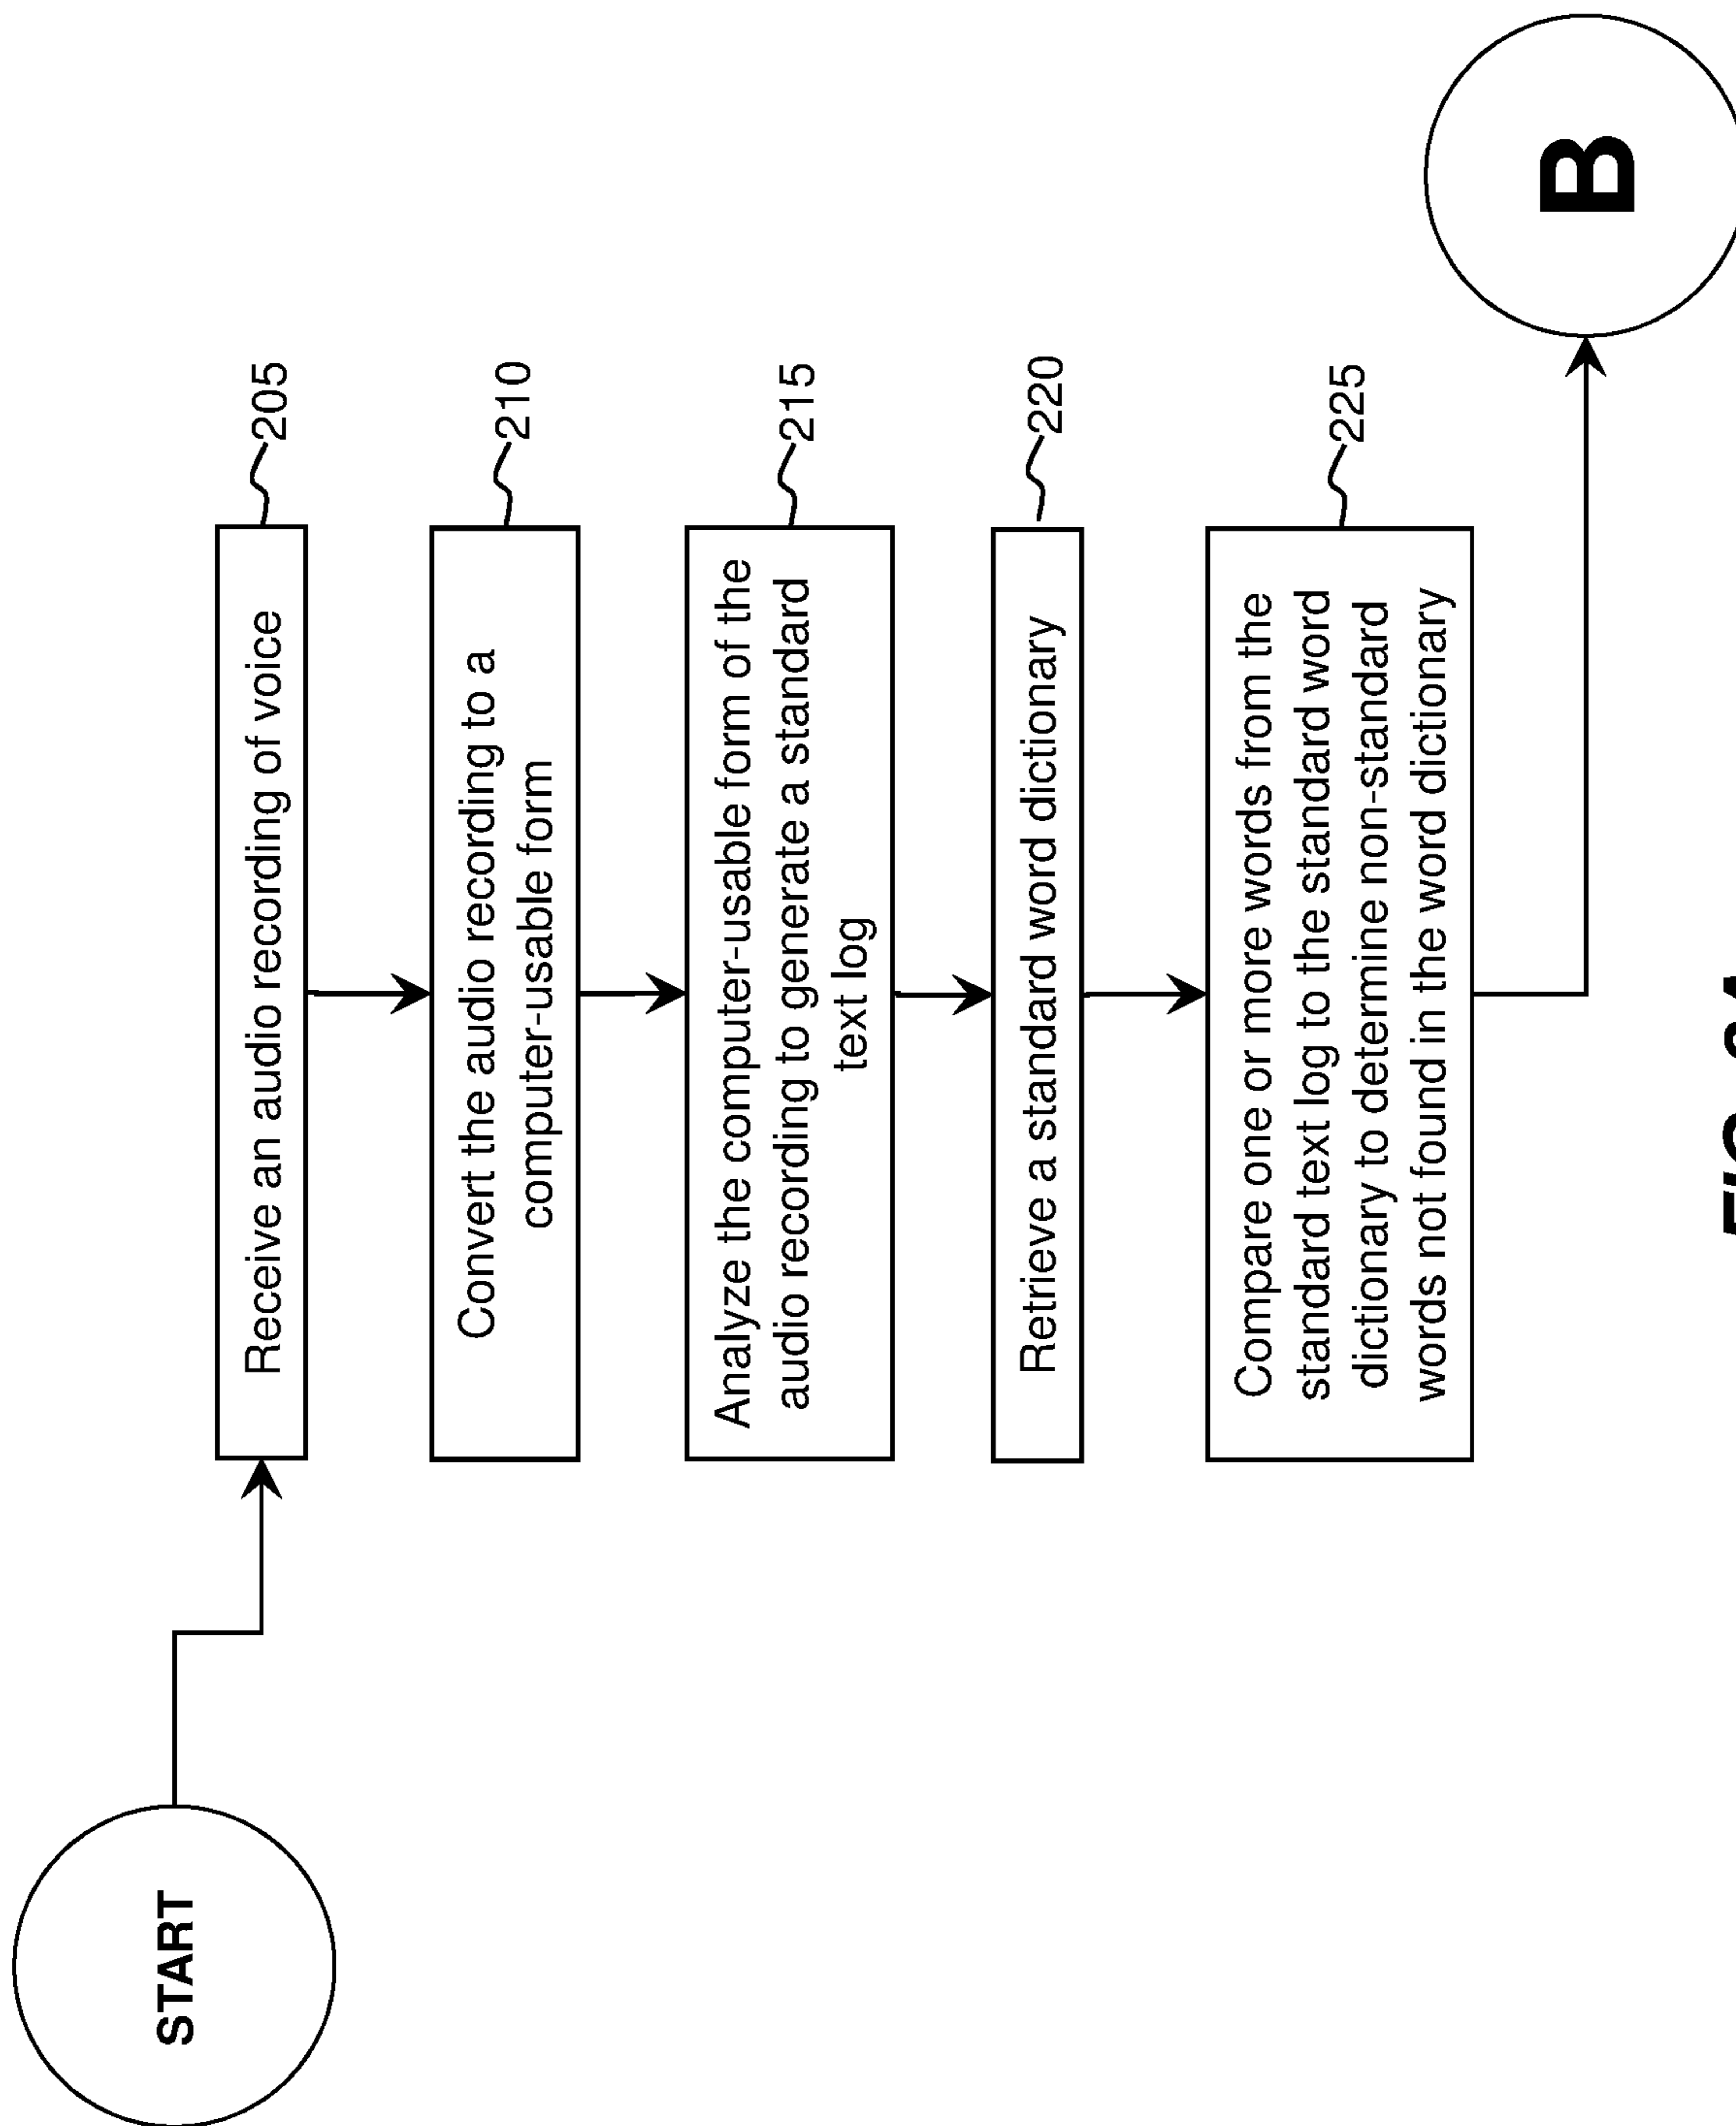 START
Receive an audio recording of voice
205
Convert the audio recording to a
computer-usable form
210
Analyze the computer-usable form of the
audio recording to generate a standard
text log
215
Retrieve a standard word dictionary
220
Compare one or more words from the
standard text log to the standard word
dictionary to determine non-standard
words not found in the word dictionary
225
B